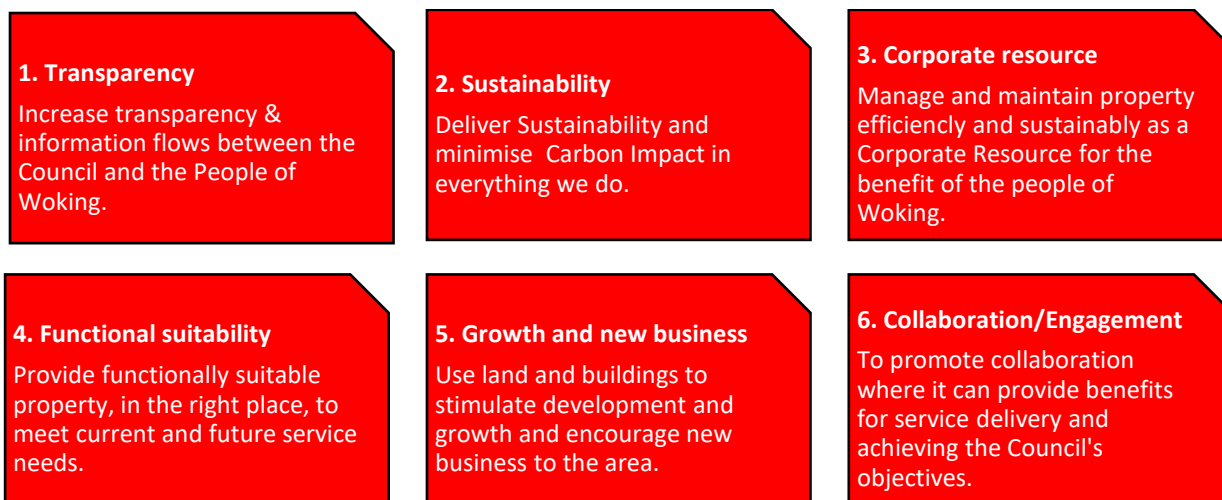 1. Transparency
Increase transparency &
information flows between the
Council and the People of
Woking.
2. Sustainability
Deliver Sustainability and
minimise  Carbon Impact in
everything we do.
3. Corporate resource
Manage and maintain property
efficiencly and sustainably as a
Corporate Resource for the
benefit of the people of
Woking.
4. Functional suitability
Provide functionally suitable
property, in the right place, to
meet current and future service
needs.
5. Growth and new business
Use land and buildings to
stimulate development and
growth and encourage new
business to the area.
6. Collaboration/Engagement
To promote collaboration
where it can provide benefits
for service delivery and
achieving the Council's
objectives.